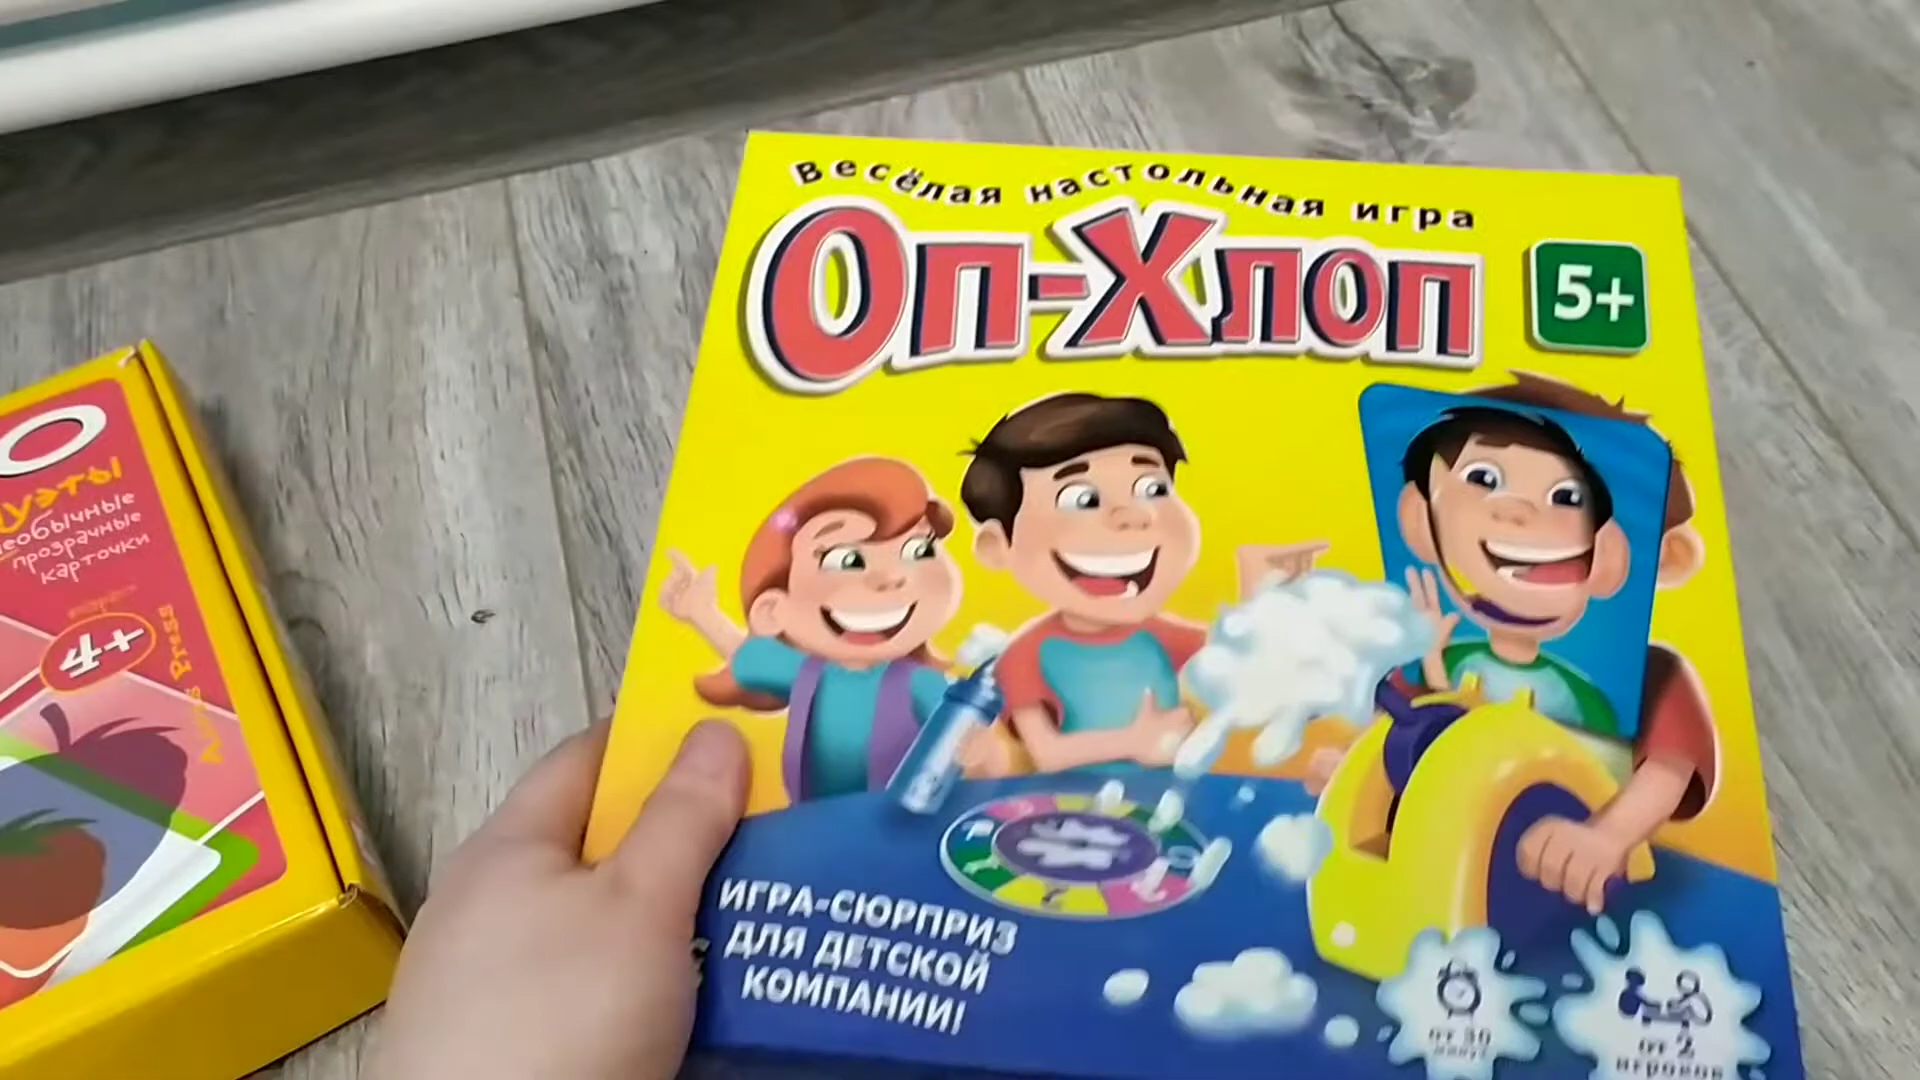 Весёлая настольная игра
Оп-Хлоп
5+
ИГРА-СЮРПРИЗ
ДЛЯ ДЕТСКОЙ
КОМПАНИИ!
от 30
минут
от 2
игроков
необычные
прозрачные
карточки
4+